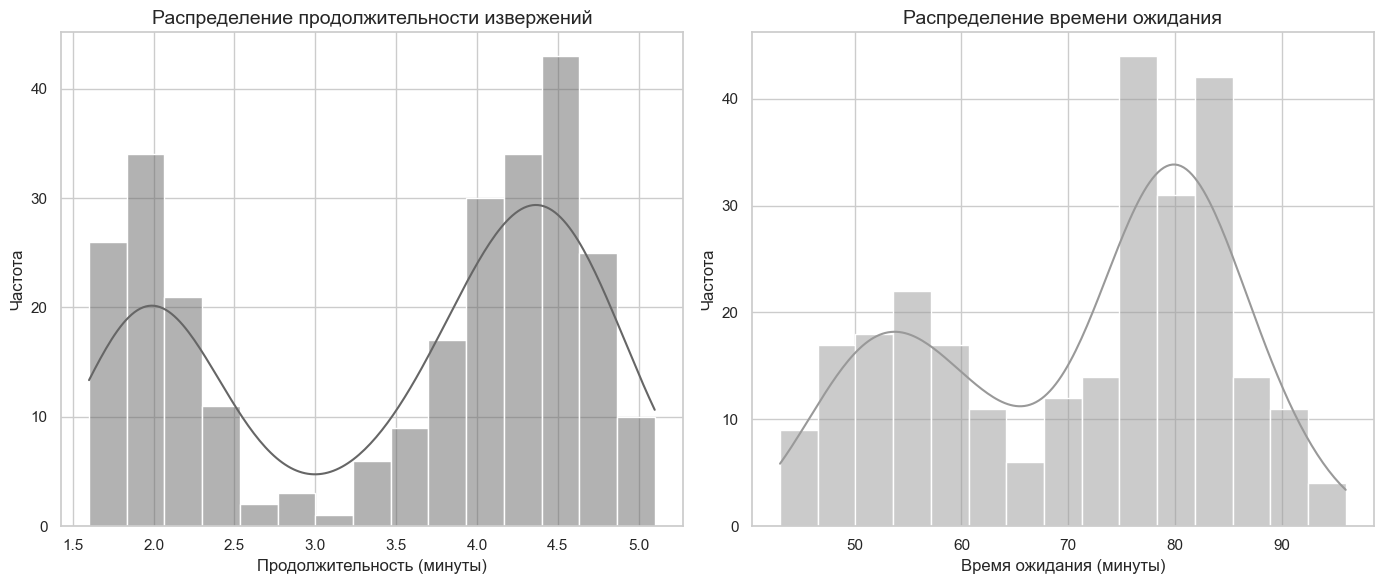 Распределение продолжительности извержений
Частота
40
30
20
10
0
1.5 2.0 2.5 3.0 3.5 4.0 4.5 5.0
Продолжительность (минуты)
Распределение времени ожидания
Частота
40
30
20
10
0
50 60 70 80 90
Время ожидания (минуты)